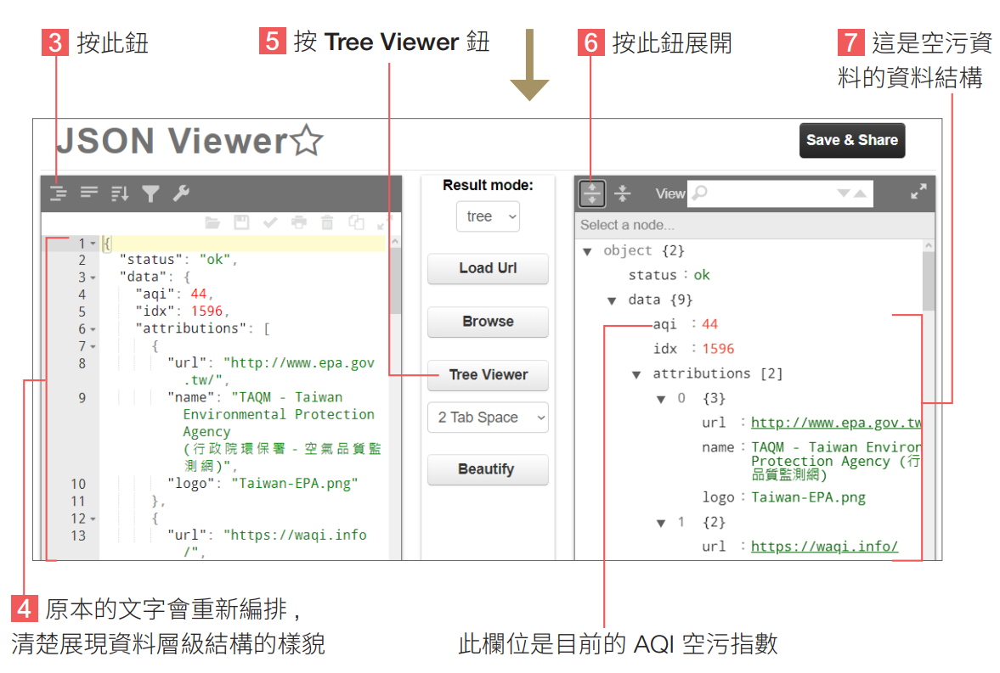 3 按此鈕
5 按 Tree Viewer 鈕
6 按此鈕展開
7 這是空污資
料的資料結構
JSON Viewer
Save & Share
View
Select a node...
1 {
2 "status": "ok",
3 "data": {
4 "aqi": 44,
5 "idx": 1596,
6 "attributions": [
7 {
8 "url": "http://www.epa.gov
.tw/",
9 "name": "TAQM - Taiwan
Environmental Protection
Agency
(行政院環保署-空氣品質監
測網)",
10 "logo": "Taiwan-EPA.png"
11 },
12 {
13 "url": "https://waqi.info
/",
Result mode:
tree
Load Url
Browse
Tree Viewer
2 Tab Space
Beautify
object {2}
status : ok
data {9}
aqi : 44
idx : 1596
attributions [2]
0 {3}
url : http://www.epa.gov.tw
name : TAQM - Taiwan Environ
Protection Agency (行
品質監測網)
logo : Taiwan-EPA.png
1 {2}
url : https://waqi.info/
4 原本的文字會重新編排,
清楚展現資料層級結構的樣貌
此欄位是目前的 AQI 空污指數